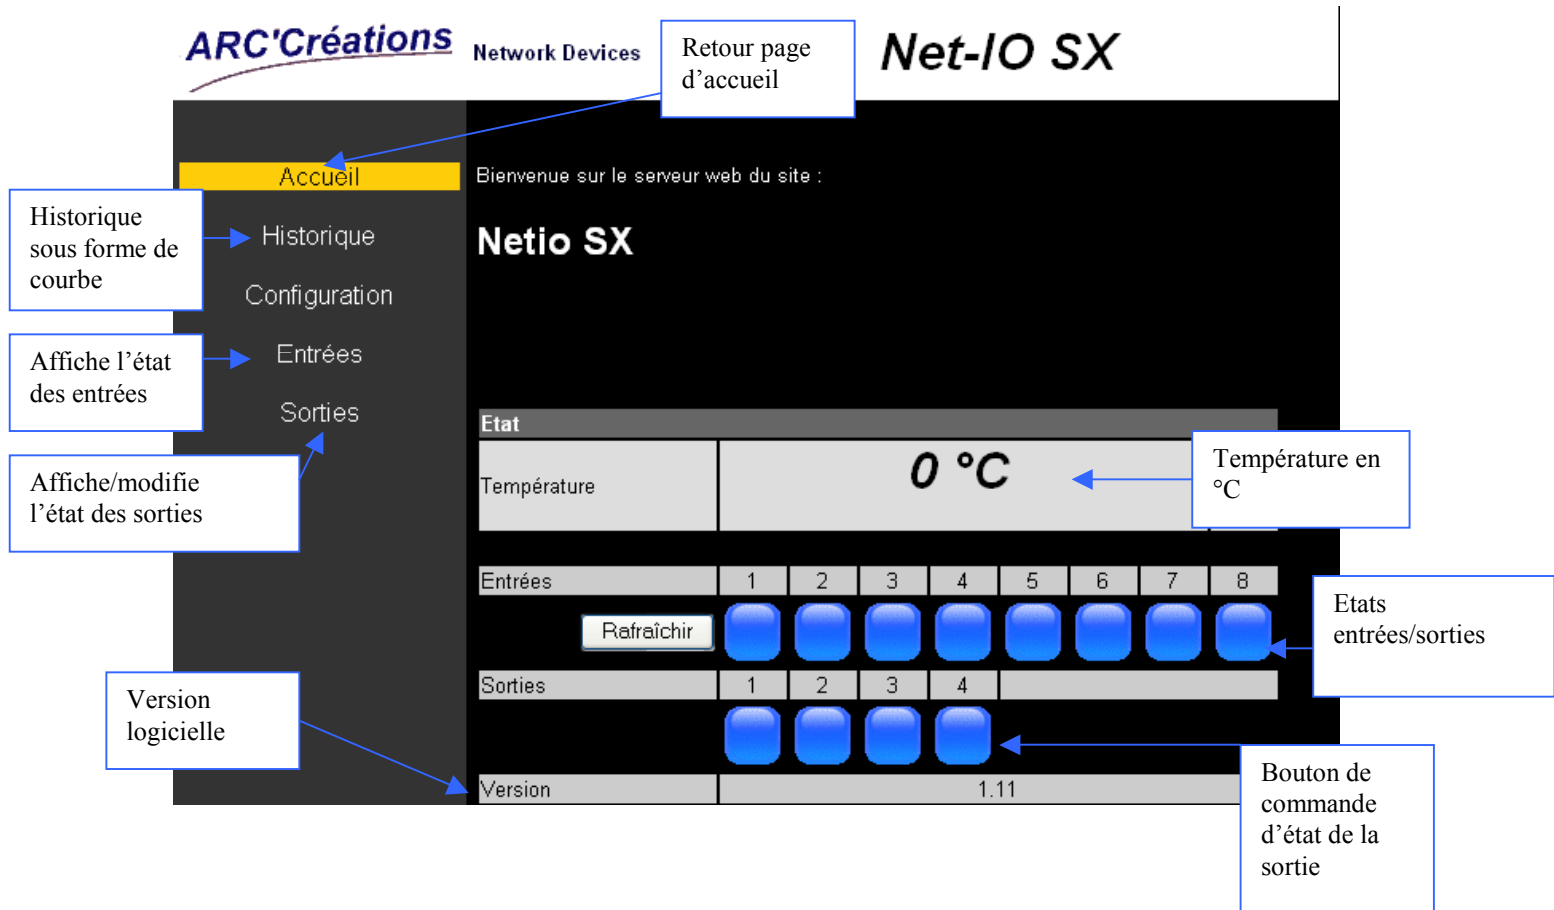 ARC'Créations
Network Devices
Retour page
d'accueil
Net-IO SX
Accueil
Bienvenue sur le serveur web du site :
Historique
sous forme de
courbe
Historique
Netio SX
Configuration
Affiche l'état
des entrées
Entrées
Sorties
Affiche/modifie
l'état des sorties
Etat
Température
0 °C
Température en
°C
Entrées 1 2 3 4 5 6 7 8
Rafraîchir
Etats
entrées/sorties
Sorties 1 2 3 4
Version
logicielle
Version 1.11
Bouton de
commande
d'état de la
sortie